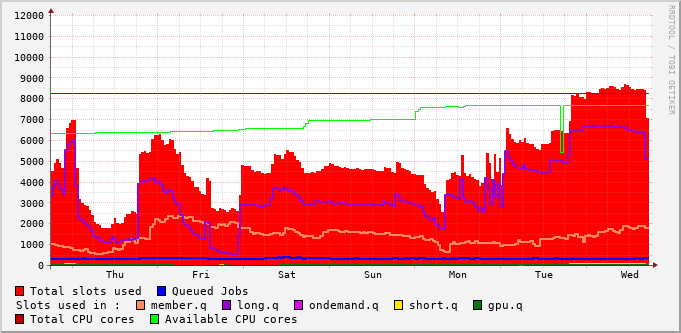 12000
11000
10000
9000
8000
7000
6000
5000
4000
3000
2000
1000
0
Thu Fri Sat Sun Mon Tue Wed
RRDTOOL / TOBI OETIKER
Total slots used Queued Jobs
Slots used in : member.q long.q ondemand.q short.q gpu.q
Total CPU cores Available CPU cores